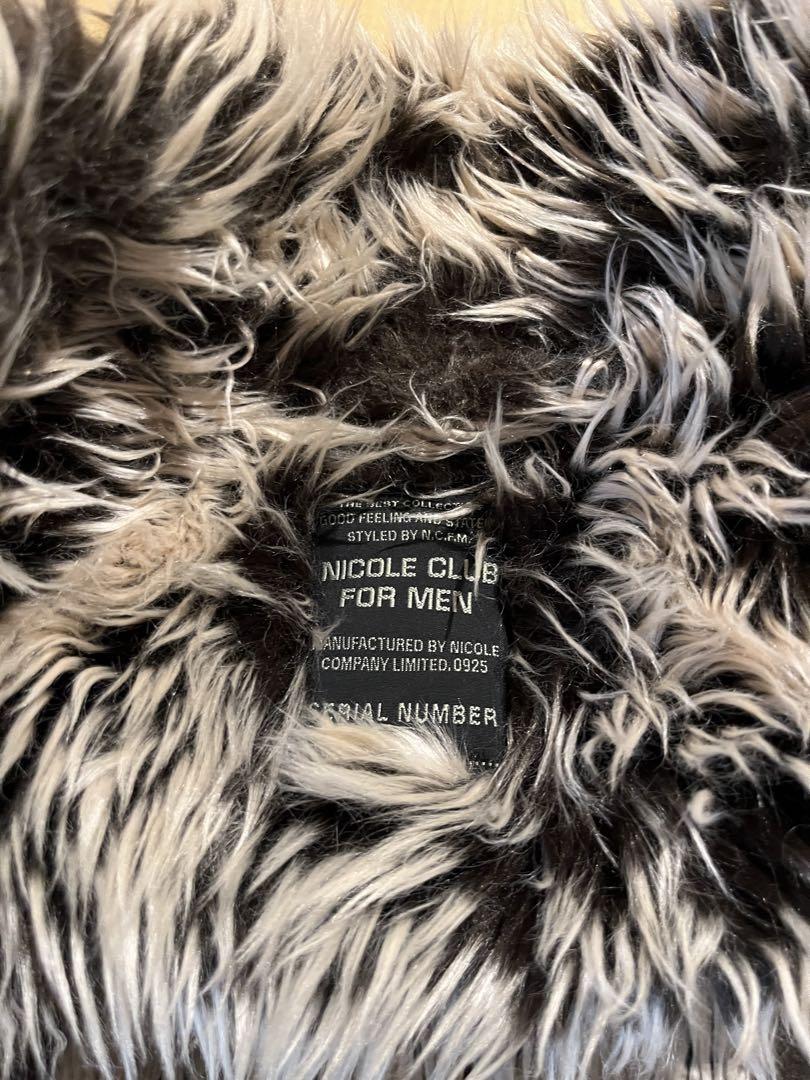 THE BEST COLLECT
GOOD FEELING AND STATE
STYLED BY N.C.F.M.
NICOLE CLUB
FOR MEN
MANUFACTURED BY NICOLE
COMPANY LIMITED.0925
SERIAL NUMBER